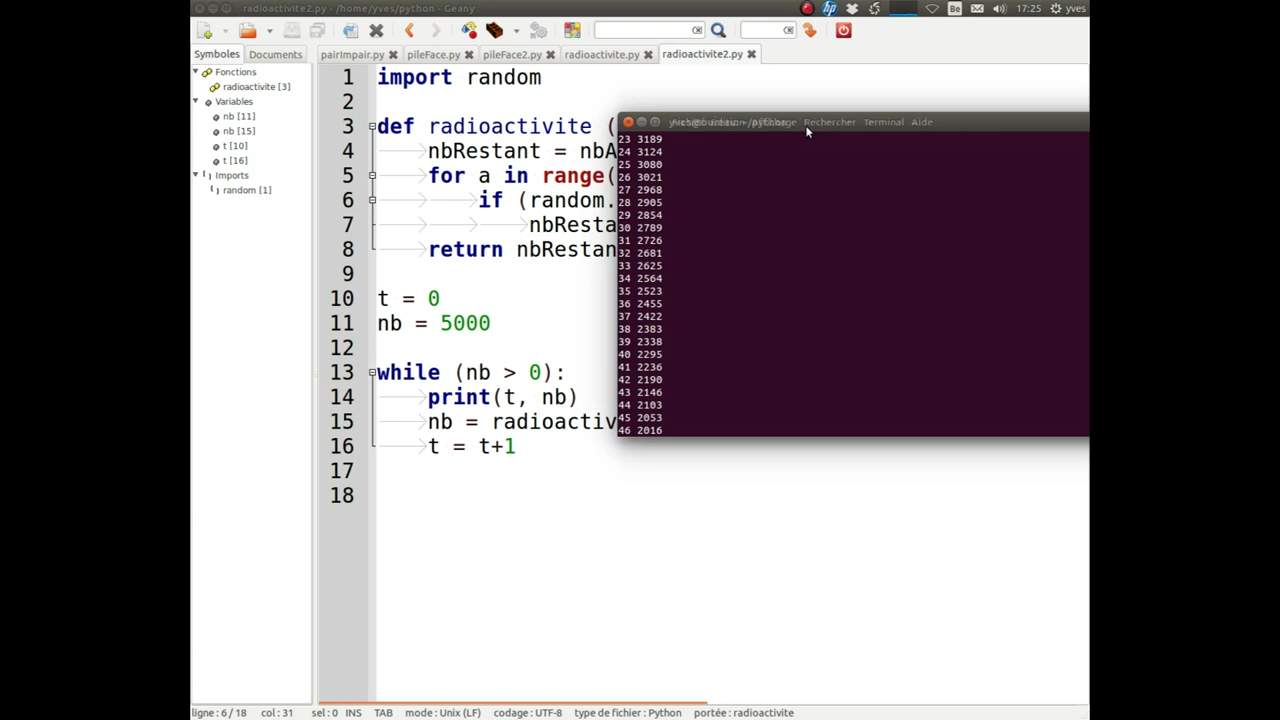 radioactivite2.py - /home/yves/python - Geany
17:25
yves
Symboles Documents
pairImpair.py pileFace.py pileFace2.py radioactivite.py radioactivite2.py
Fonctions
radioactivite [3]
Variables
nb [11]
nb [15]
t [10]
t [16]
Imports
random [1]
1 import random
2
3 def radioactivite (
4 nbRestant = nbA
5 for a in range(
6 if (random.
7 nbResta
8 return nbRestan
9
10 t = 0
11 nb = 5000
12
13 while (nb > 0):
14 print(t, nb)
15 nb = radioactiv
16 t = t+1
17
18
Rechercher Terminal Aide
23 3189
24 3124
25 3080
26 3021
27 2968
28 2905
29 2854
30 2789
31 2726
32 2681
33 2625
34 2564
35 2523
36 2455
37 2422
38 2383
39 2338
40 2295
41 2236
42 2190
43 2146
44 2103
45 2053
46 2016
ligne : 6 / 18 col : 31 sel : 0 INS TAB mode : Unix (LF) codage : UTF-8 type de fichier : Python portée : radioactivite